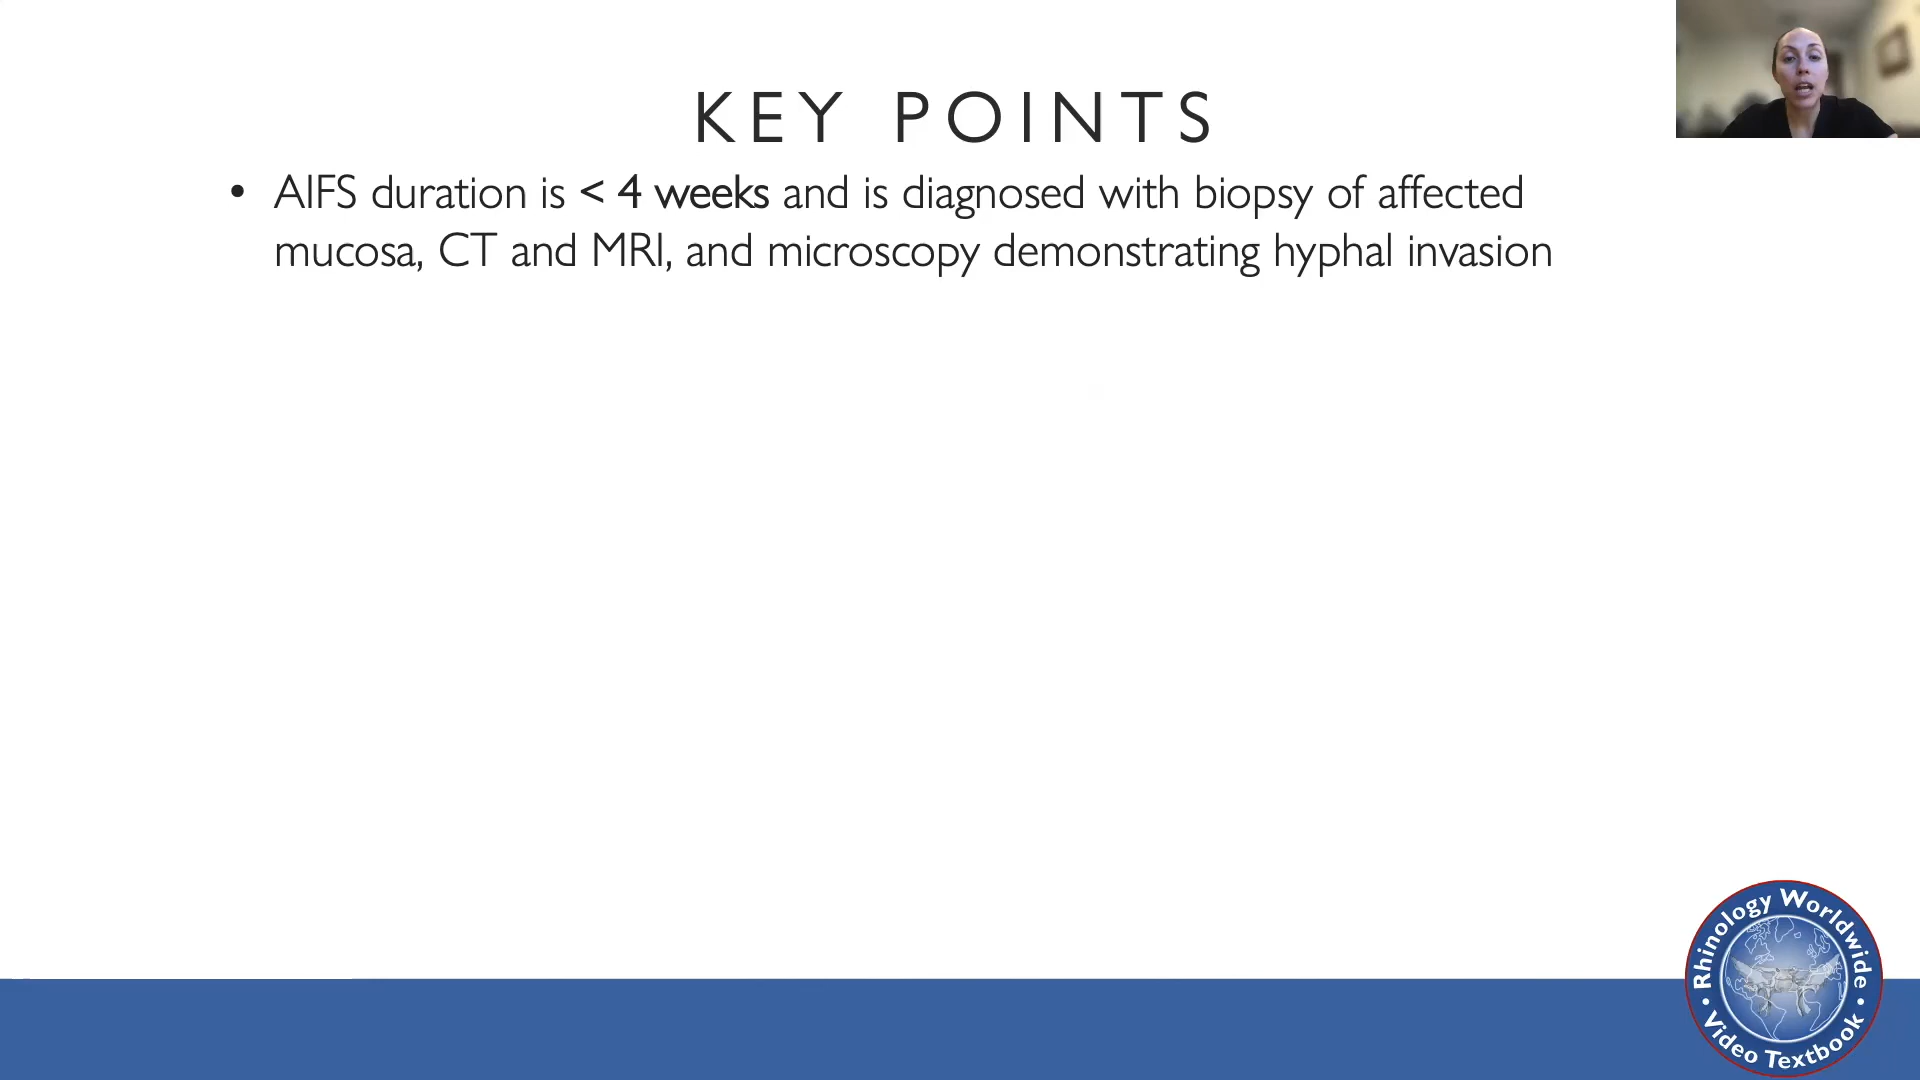 KEY POINTS
• AIFS duration is < 4 weeks and is diagnosed with biopsy of affected
mucosa, CT and MRI, and microscopy demonstrating hyphal invasion
• Rhinology Worldwide •
Video Textbook